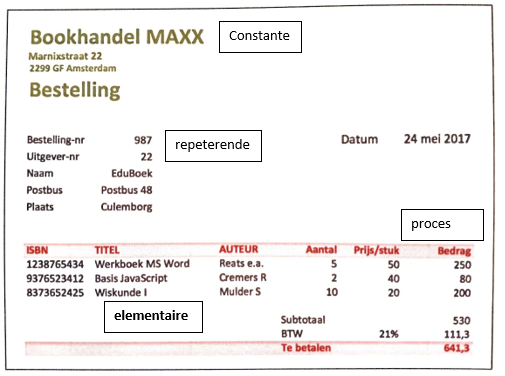 Bookhandel MAXX Constante
Marnixstraat 22
2299 GF Amsterdam
Bestelling
Bestelling-nr 987 repeterende Datum 24 mei 2017
Uitgever-nr 22
Naam EduBoek
Postbus Postbus 48
Plaats Culemborg
proces
ISBN TITEL AUTEUR Aantal Prijs/stuk Bedrag
1238765434 Werkboek MS Word Reats e.a. 5 50 250
9376523412 Basis JavaScript Cremers R 2 40 80
8373652425 Wiskunde I Mulder S 10 20 200
elementaire
Subtotaal 530
BTW 21% 111,3
Te betalen 641,3